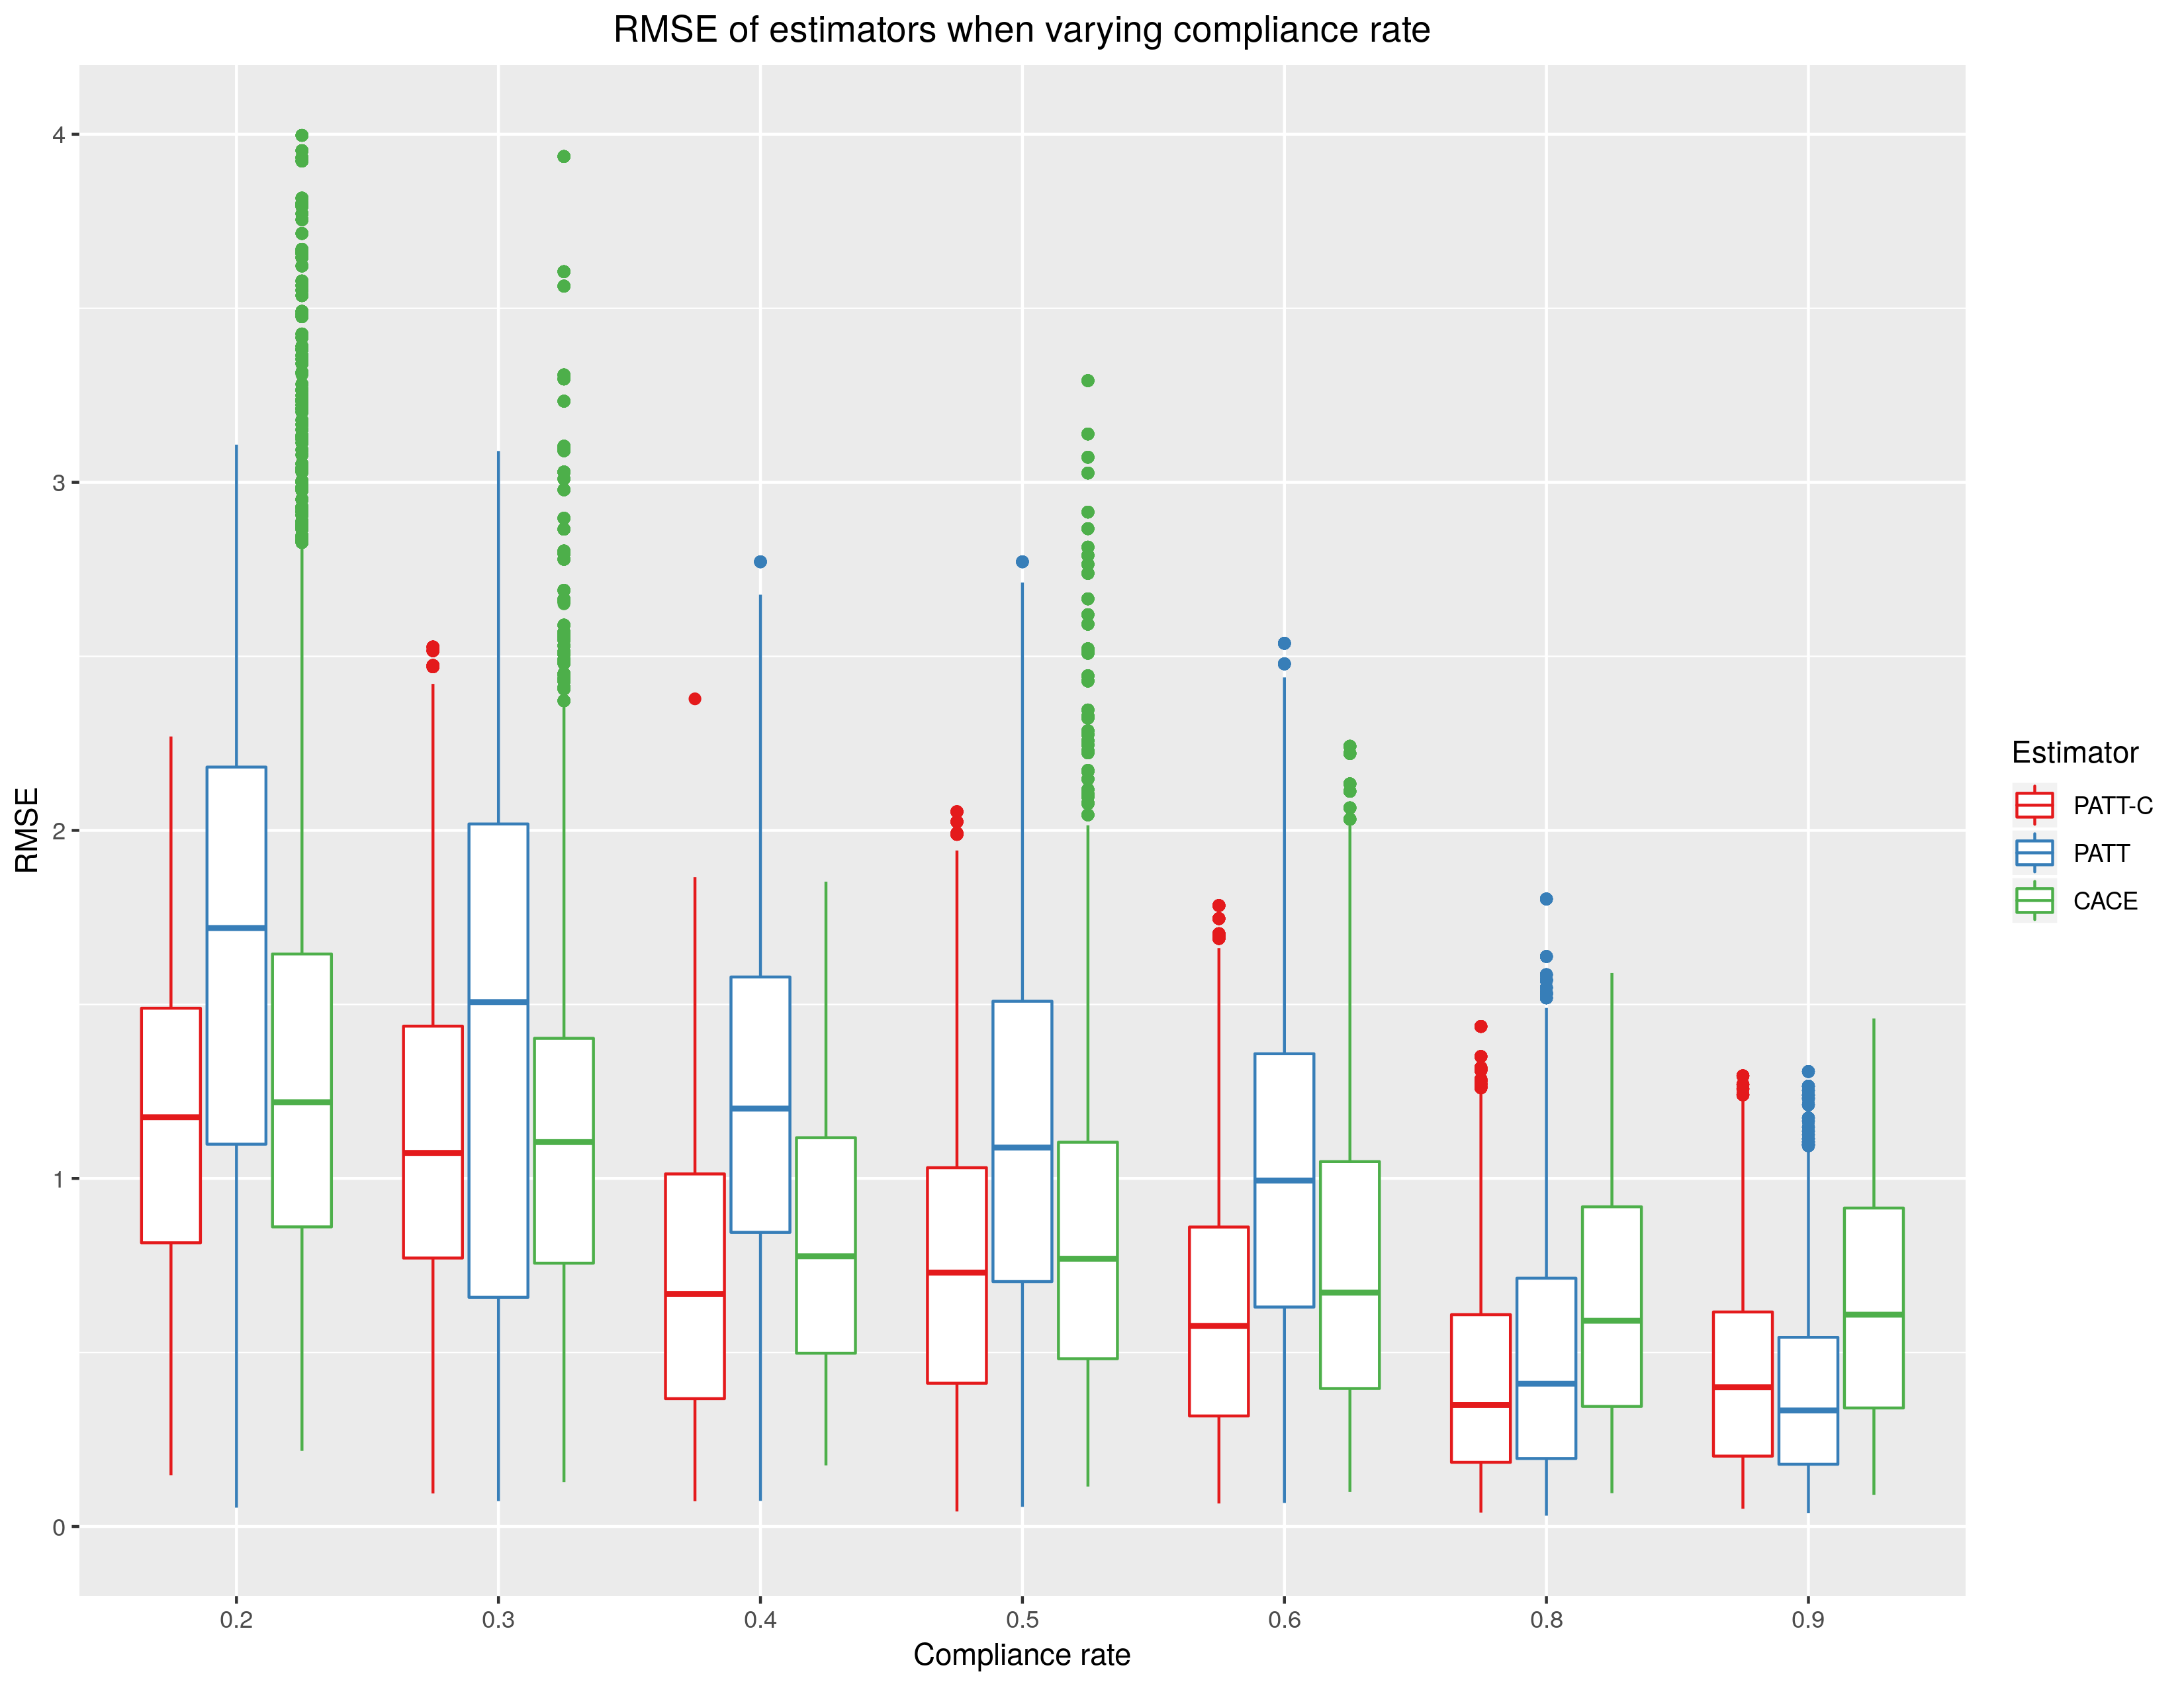 RMSE of estimators when varying compliance rate
4
3
2
1
0
RMSE
0.2 0.3 0.4 0.5 0.6 0.8 0.9
Compliance rate
Estimator
PATT-C
PATT
CACE